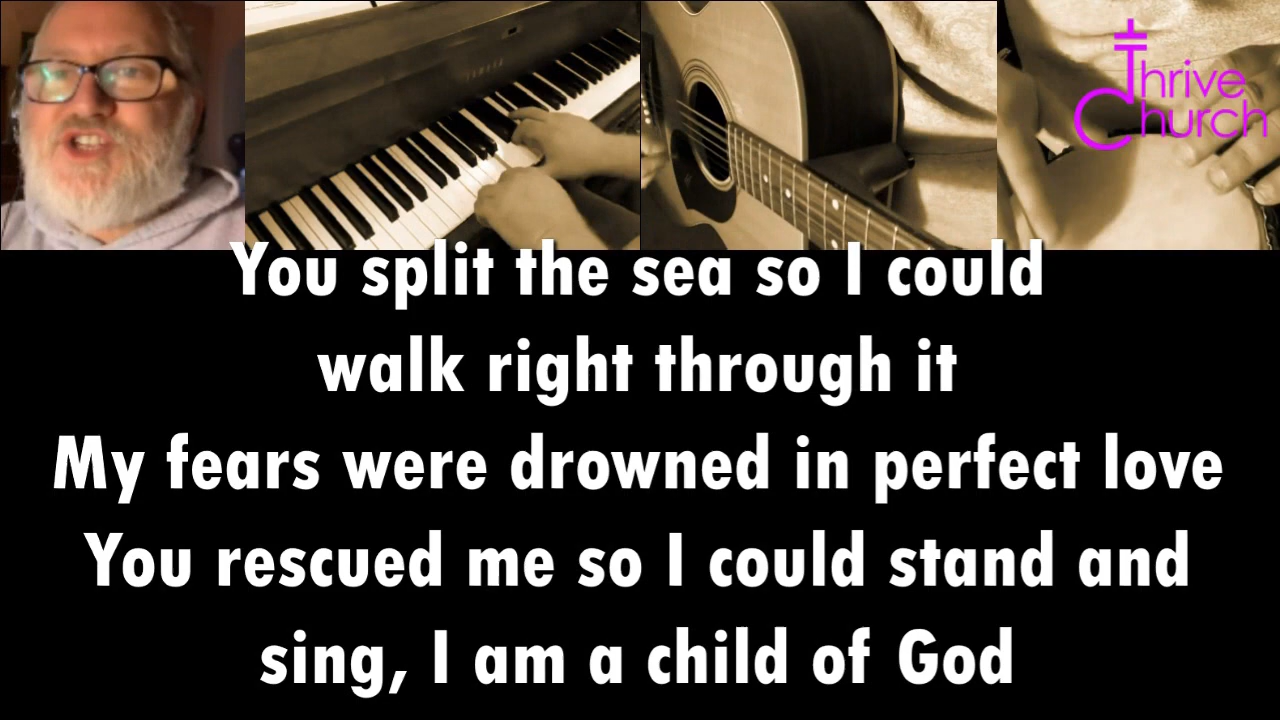 Thrive
Church
You split the sea so I could
walk right through it
My fears were drowned in perfect love
You rescued me so I could stand and
sing, I am a child of God